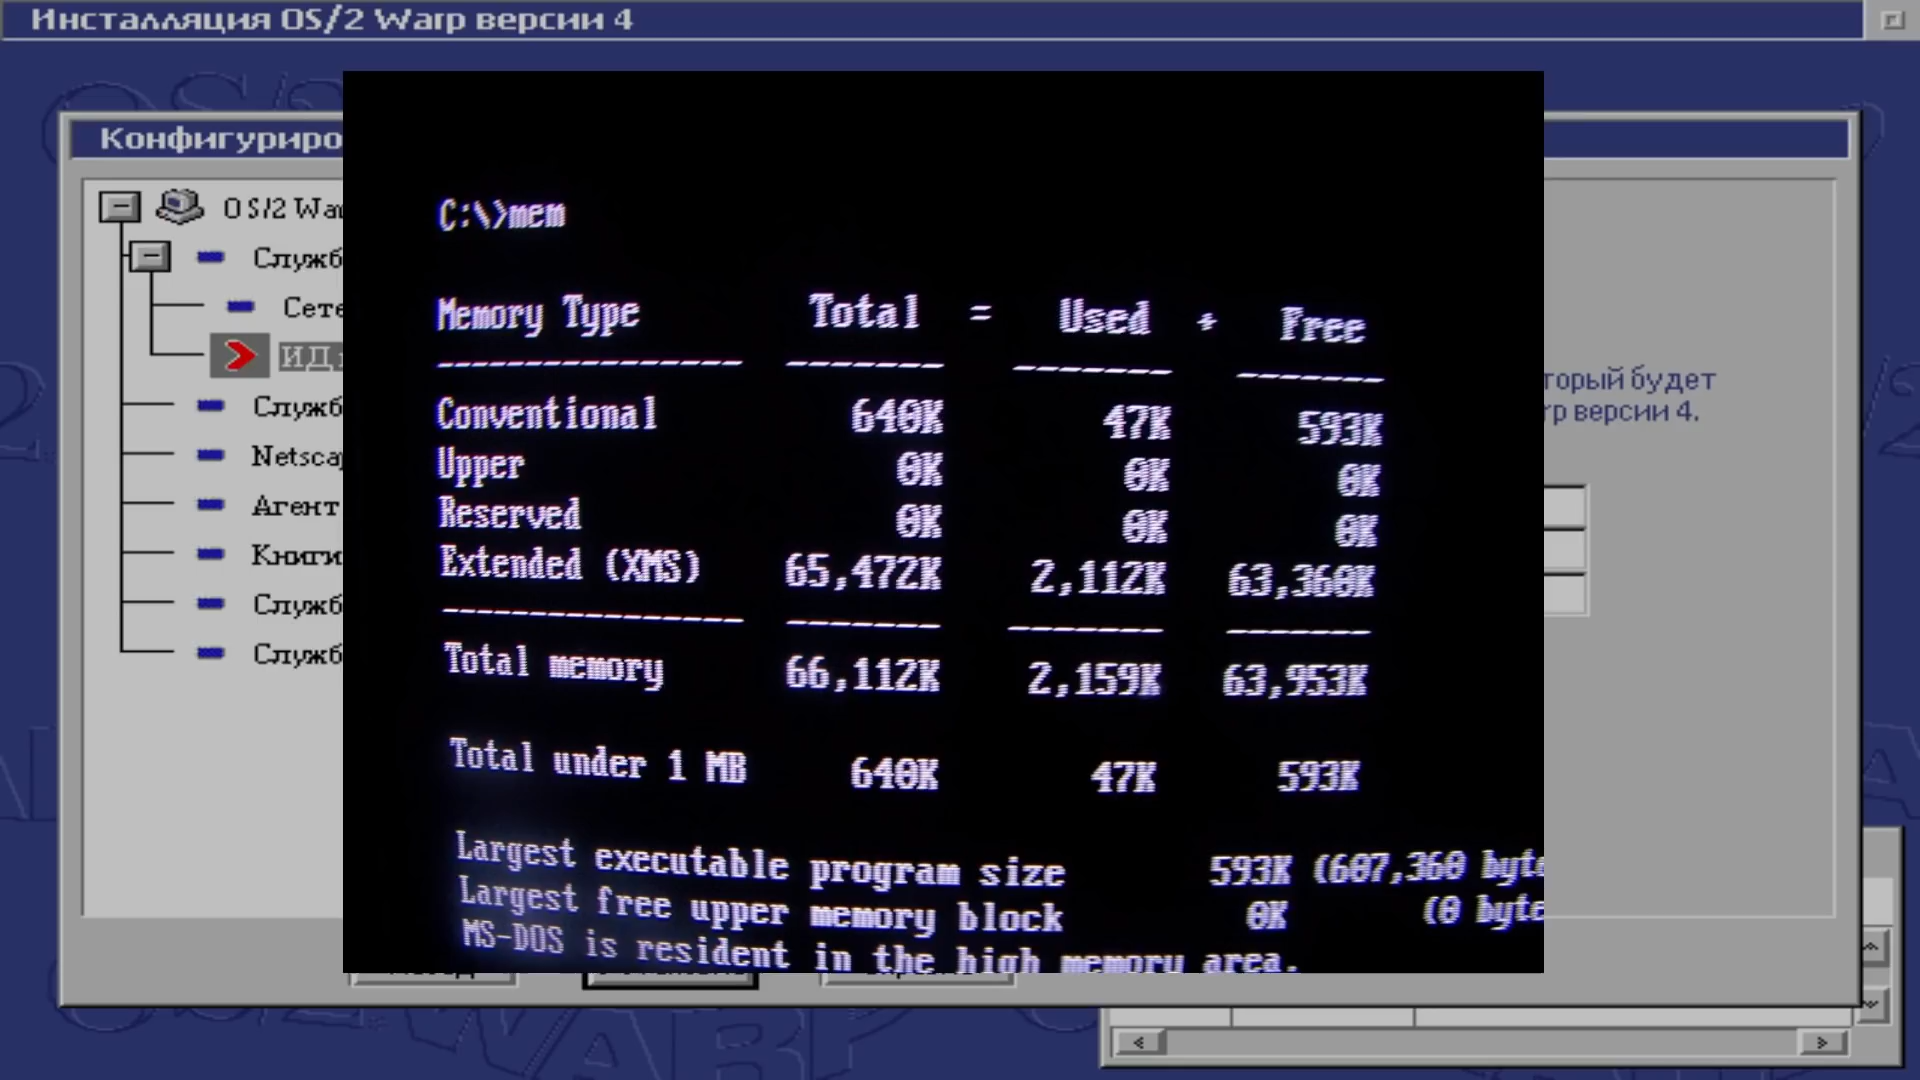 Инсталляция OS/2 Warp версии 4
Конфигуриро
OS/2 Wa
Служб
Сете
ИД
Служб
Netsca
Агент
Книги
Служб
Служб
торый будет
rp версии 4.
C:\>mem
Memory Type Total = Used + Free
---------------- -------- -------- --------
Conventional 640K 47K 593K
Upper 0K 0K 0K
Reserved 0K 0K 0K
Extended (XMS) 65,472K 2,112K 63,360K
---------------- -------- -------- --------
Total memory 66,112K 2,159K 63,953K
Total under 1 MB 640K 47K 593K
Largest executable program size 593K (607,360 byte
Largest free upper memory block 0K (0 byte
MS-DOS is resident in the high memory area.